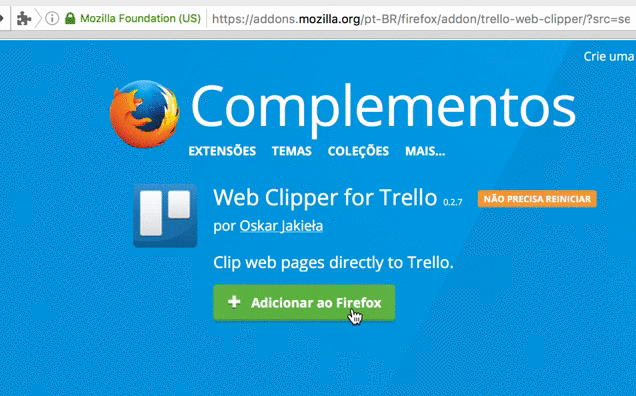 Mozilla Foundation (US) https://addons.mozilla.org/pt-BR/firefox/addon/trello-web-clipper/?src=se
Crie uma
Complementos
EXTENSÕES TEMAS COLEÇÕES MAIS...
Web Clipper for Trello 0.2.7 NÃO PRECISA REINICIAR
por Oskar Jakieła
Clip web pages directly to Trello.
+ Adicionar ao Firefox